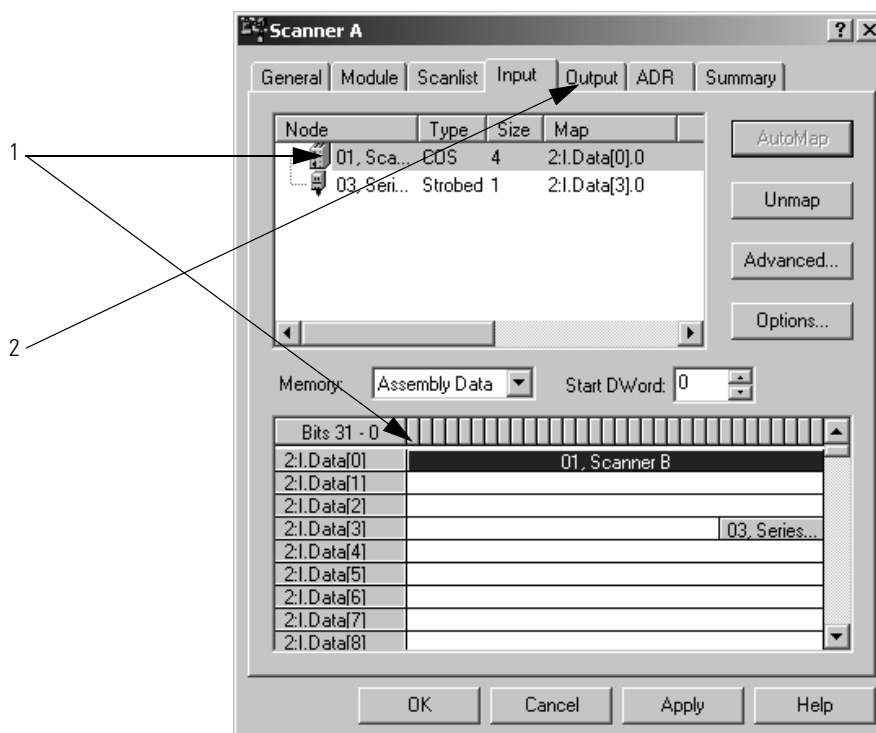 Scanner A
General Module Scanlist Input Output ADR Summary
Node Type Size Map
01, Sca... COS 4 2:I.Data[0].0
03, Seri... Strobed 1 2:I.Data[3].0
AutoMap
Unmap
Advanced...
Options...
1
2
Memory: Assembly Data Start DWord: 0
Bits 31 - 0
2:I.Data[0] 01, Scanner B
2:I.Data[1]
2:I.Data[2]
2:I.Data[3] 03, Series...
2:I.Data[4]
2:I.Data[5]
2:I.Data[6]
2:I.Data[7]
2:I.Data[8]
OK Cancel Apply Help